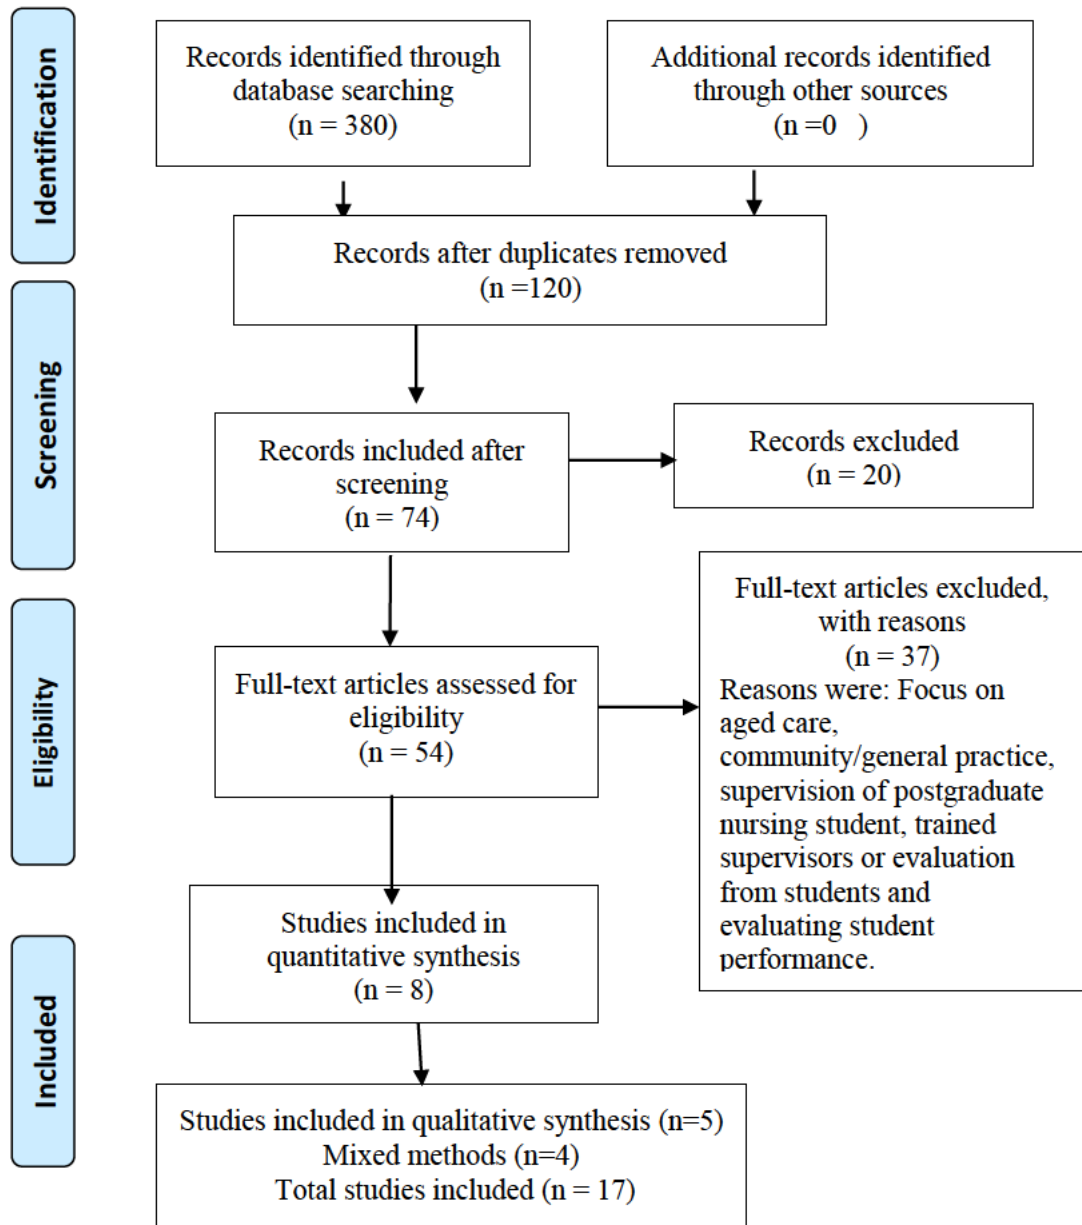 Identification
Records identified through
database searching
(n = 380)
Additional records identified
through other sources
(n =0   )
Records after duplicates removed
(n =120)
Screening
Records included after
screening
(n = 74)
Records excluded
(n = 20)
Eligibility
Full-text articles assessed for
eligibility
(n = 54)
Full-text articles excluded,
with reasons
(n = 37)
Reasons were: Focus on
aged care,
community/general practice,
supervision of postgraduate
nursing student, trained
supervisors or evaluation
from students and
evaluating student
performance.
Included
Studies included in
quantitative synthesis
(n = 8)
Studies included in qualitative synthesis (n=5)
Mixed methods (n=4)
Total studies included (n = 17)